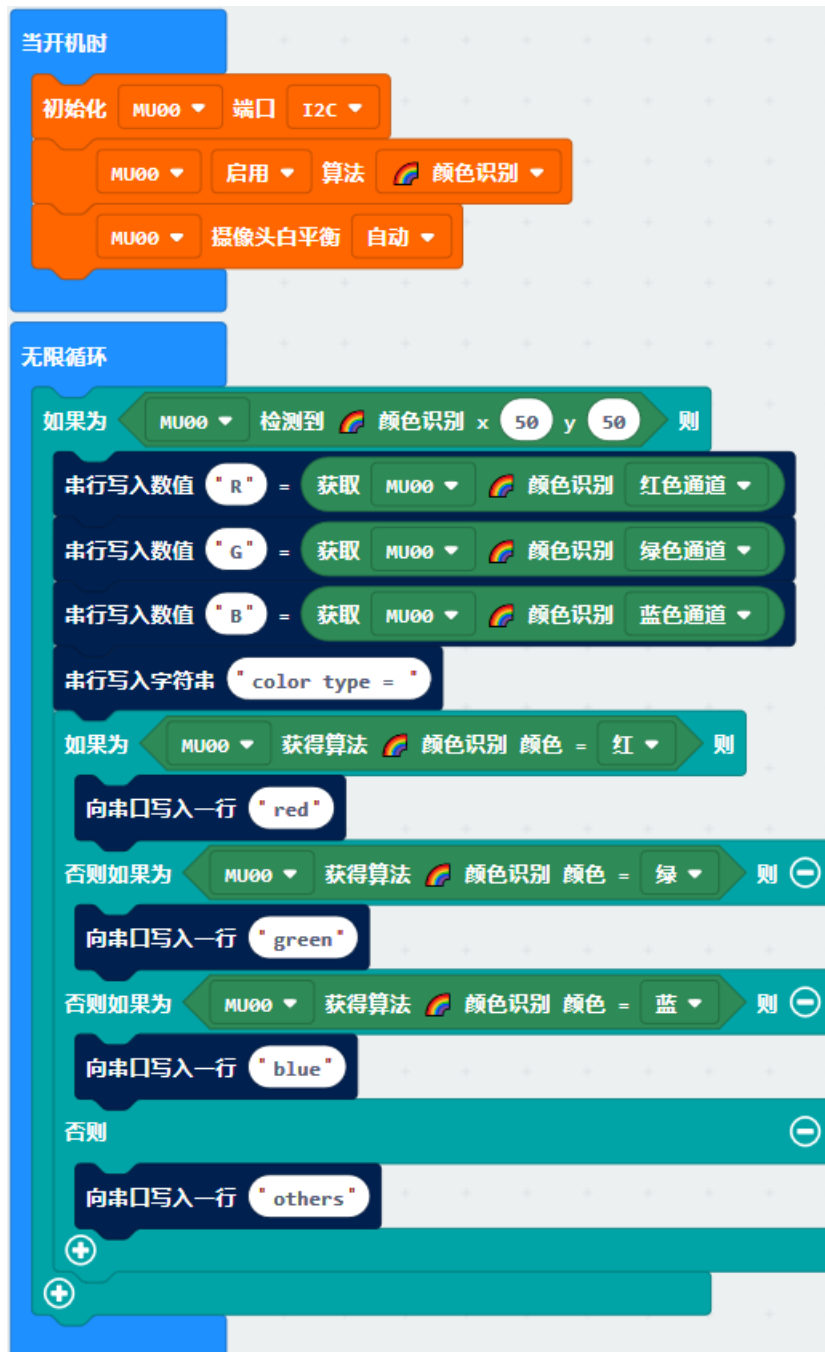 当开机时
初始化 MU00 端口 I2C
MU00 启用 算法 颜色识别
MU00 摄像头白平衡 自动
无限循环
如果为 MU00 检测到 颜色识别 x 50 y 50 则
串行写入数值 "R" = 获取 MU00 颜色识别 红色通道
串行写入数值 "G" = 获取 MU00 颜色识别 绿色通道
串行写入数值 "B" = 获取 MU00 颜色识别 蓝色通道
串行写入字符串 "color type = "
如果为 MU00 获得算法 颜色识别 颜色 = 红 则
向串口写入一行 "red"
否则如果为 MU00 获得算法 颜色识别 颜色 = 绿 则
向串口写入一行 "green"
否则如果为 MU00 获得算法 颜色识别 颜色 = 蓝 则
向串口写入一行 "blue"
否则
向串口写入一行 "others"